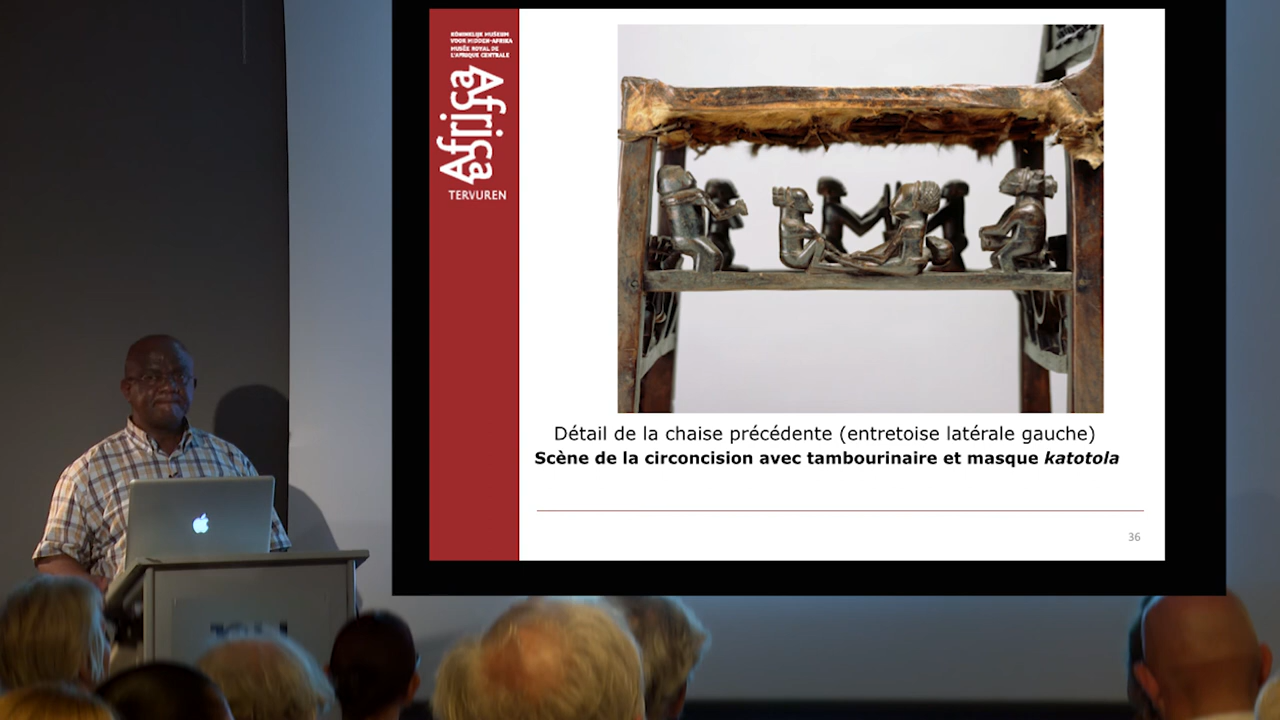 KONINKLIJK MUSEUM
VOOR MIDDEN-AFRIKA
MUSÉE ROYAL DE
L'AFRIQUE CENTRALE
Africa
Afrika
TERVUREN
Détail de la chaise précédente (entretoise latérale gauche)
Scène de la circoncision avec tambourinaire et masque katotola
36